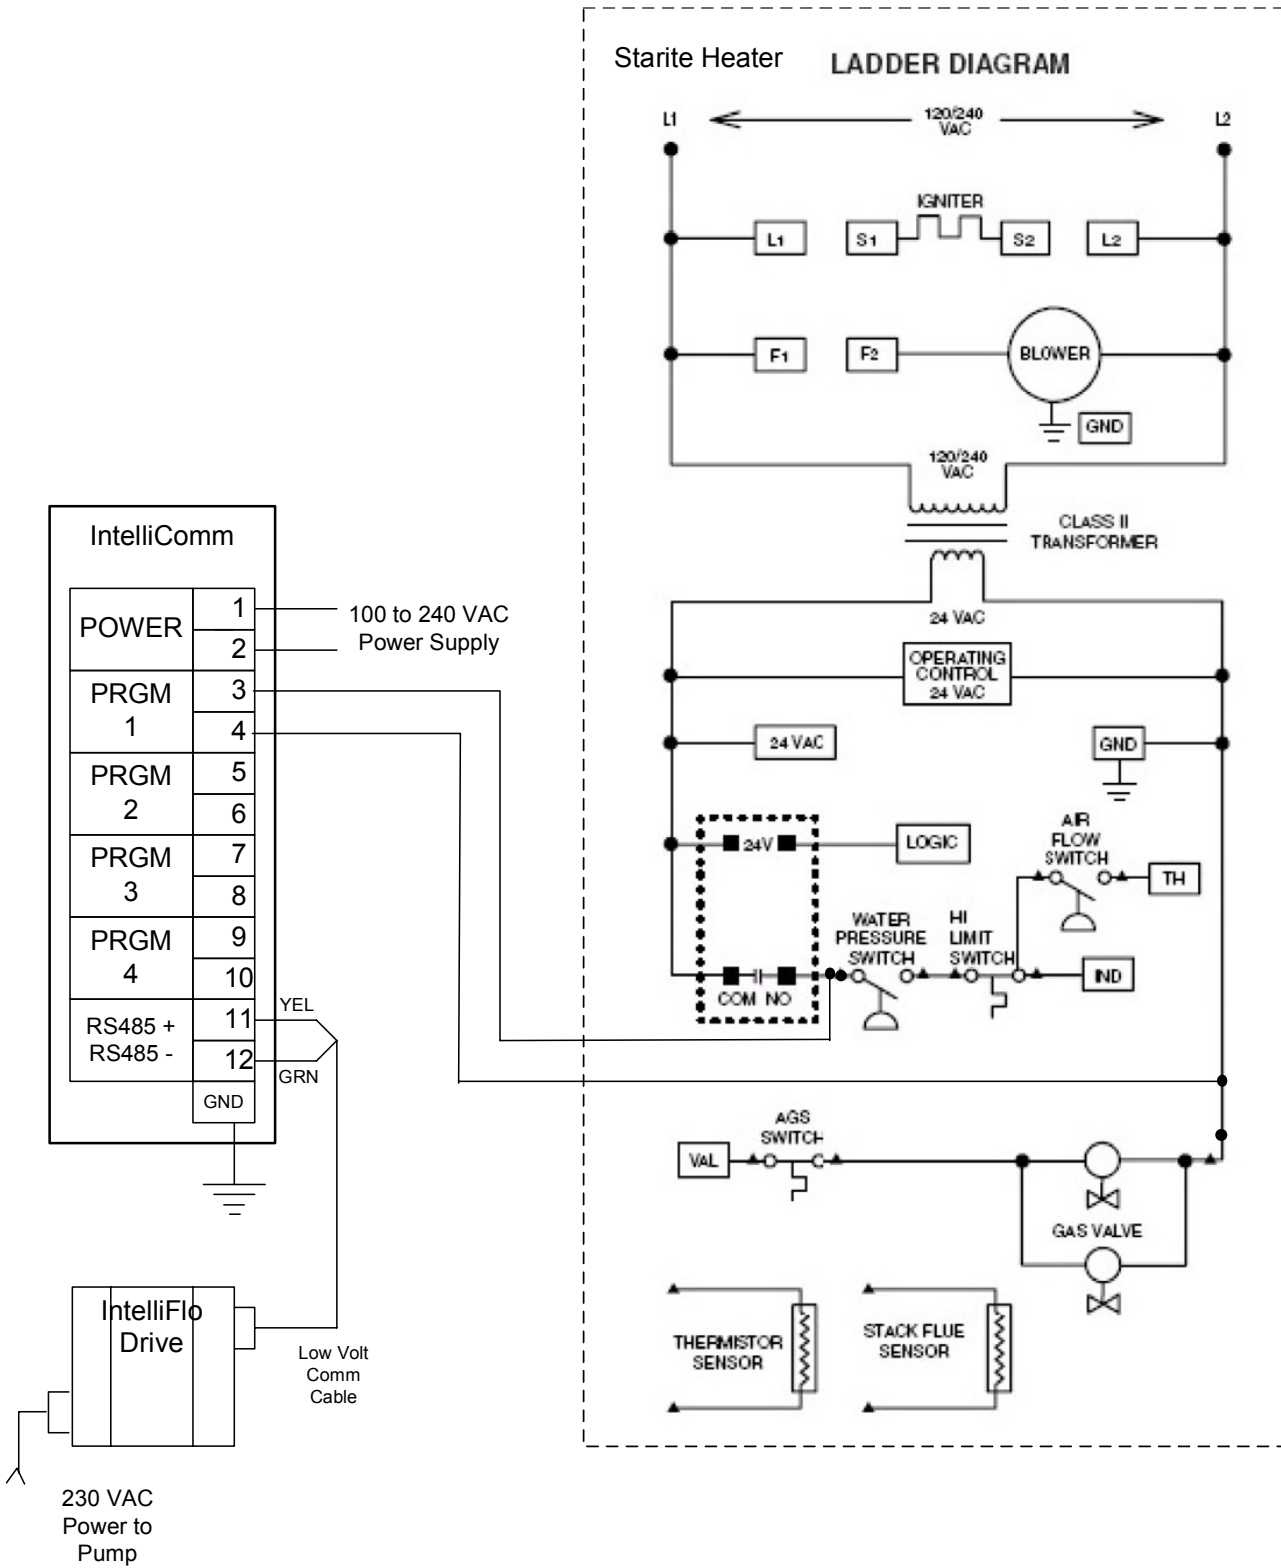 Starite Heater
LADDER DIAGRAM
L1
120/240
VAC
L2
IGNITER
L1
S1
S2
L2
F1
F2
BLOWER
GND
120/240
VAC
CLASS II
TRANSFORMER
24 VAC
OPERATING
CONTROL
24 VAC
24 VAC
GND
24V
LOGIC
AIR
FLOW
SWITCH
TH
WATER
PRESSURE
SWITCH
HI
LIMIT
SWITCH
IND
COM NO
AGS
SWITCH
VAL
GAS VALVE
THERMISTOR
SENSOR
STACK FLUE
SENSOR
IntelliComm
POWER
1
2
100 to 240 VAC
Power Supply
PRGM
1
3
4
PRGM
2
5
6
PRGM
3
7
8
PRGM
4
9
10
RS485 +
RS485 -
11
12
YEL
GRN
GND
IntelliFlo
Drive
Low Volt
Comm
Cable
230 VAC
Power to
Pump